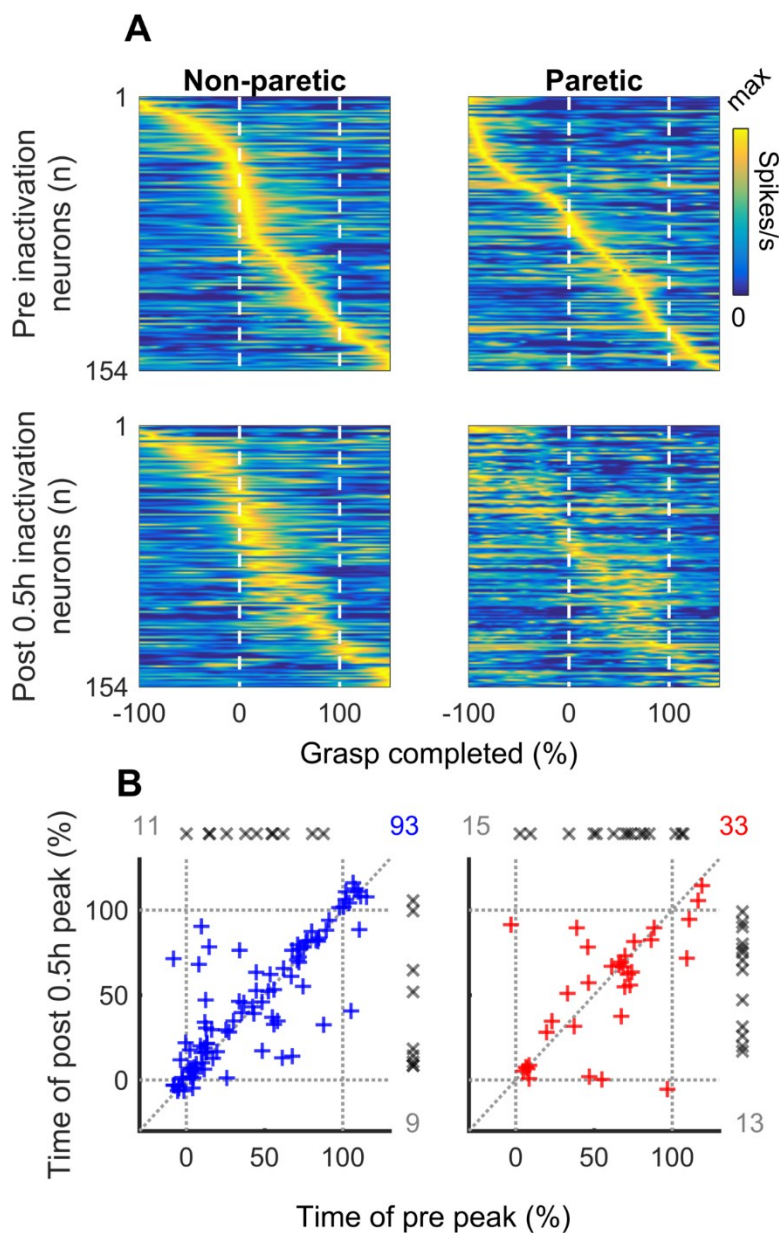 A
Non-paretic
Paretic
1
Pre inactivation
neurons (n)
154
max
Spikes/s
0
1
Post 0.5h inactivation
neurons (n)
154
-100 0 100
-100 0 100
Grasp completed (%)
B
11
93
15
33
Time of post 0.5h peak (%)
100
50
0
9
13
0 50 100
0 50 100
Time of pre peak (%)